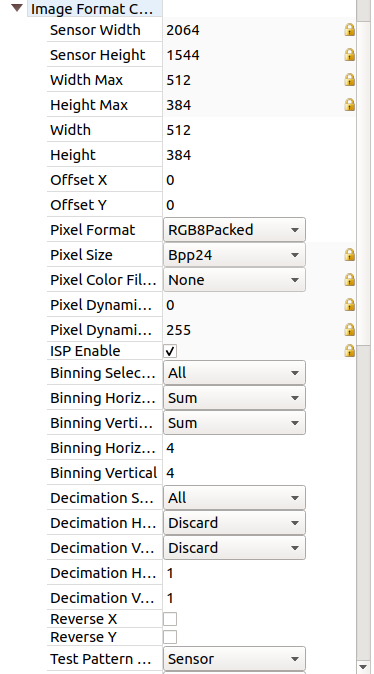 Image Format C...
Sensor Width 2064
Sensor Height 1544
Width Max 512
Height Max 384
Width 512
Height 384
Offset X 0
Offset Y 0
Pixel Format RGB8Packed
Pixel Size Bpp24
Pixel Color Fil... None
Pixel Dynami... 0
Pixel Dynami... 255
ISP Enable
Binning Selec... All
Binning Horiz... Sum
Binning Verti... Sum
Binning Horiz... 4
Binning Vertical 4
Decimation S... All
Decimation H... Discard
Decimation V... Discard
Decimation H... 1
Decimation V... 1
Reverse X
Reverse Y
Test Pattern ... Sensor